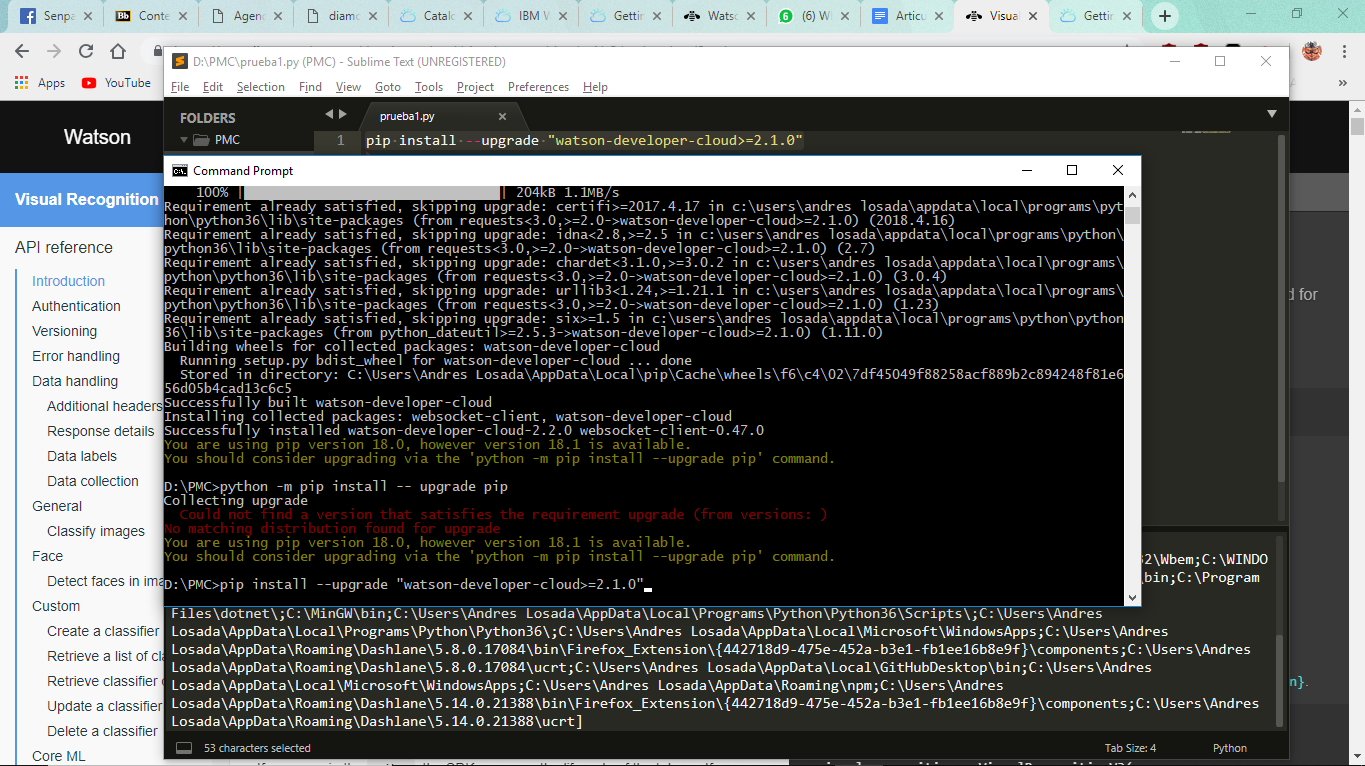 Senpa
Conte
Agend
diamo
Catalo
IBM W
Gettin
Watso
(6) W
Articu
Visual
Gettin
Apps
YouTube
D:\PMC\prueba1.py (PMC) - Sublime Text (UNREGISTERED)
File Edit Selection Find View Goto Tools Project Preferences Help
FOLDERS
PMC
prueba1.py
1 pip install --upgrade "watson-developer-cloud>=2.1.0"
Watson
Visual Recognition
API reference
Introduction
Authentication
Versioning
Error handling
Data handling
Additional headers
Response details
Data labels
Data collection
General
Classify images
Face
Detect faces in ima
Custom
Create a classifier
Retrieve a list of cla
Retrieve classifier
Update a classifier
Delete a classifier
Core ML
Command Prompt
100% | | 204kB 1.1MB/s
Requirement already satisfied, skipping upgrade: certifi>=2017.4.17 in c:\users\andres losada\appdata\local\programs\pyt
hon\python36\lib\site-packages (from requests<3.0,>=2.0->watson-developer-cloud>=2.1.0) (2018.4.16)
Requirement already satisfied, skipping upgrade: idna<2.8,>=2.5 in c:\users\andres losada\appdata\local\programs\python\
python36\lib\site-packages (from requests<3.0,>=2.0->watson-developer-cloud>=2.1.0) (2.7)
Requirement already satisfied, skipping upgrade: chardet<3.1.0,>=3.0.2 in c:\users\andres losada\appdata\local\programs\
python\python36\lib\site-packages (from requests<3.0,>=2.0->watson-developer-cloud>=2.1.0) (3.0.4)
Requirement already satisfied, skipping upgrade: urllib3<1.24,>=1.21.1 in c:\users\andres losada\appdata\local\programs\
python\python36\lib\site-packages (from requests<3.0,>=2.0->watson-developer-cloud>=2.1.0) (1.23)
Requirement already satisfied, skipping upgrade: six>=1.5 in c:\users\andres losada\appdata\local\programs\python\python
36\lib\site-packages (from python_dateutil>=2.5.3->watson-developer-cloud>=2.1.0) (1.11.0)
Building wheels for collected packages: watson-developer-cloud
Running setup.py bdist_wheel for watson-developer-cloud ... done
Stored in directory: C:\Users\Andres Losada\AppData\Local\pip\Cache\wheels\f6\c4\02\7df45049f88258acf889b2c894248f81e6
56d05b4cad13c6c5
Successfully built watson-developer-cloud
Installing collected packages: websocket-client, watson-developer-cloud
Successfully installed watson-developer-cloud-2.2.0 websocket-client-0.47.0
You are using pip version 18.0, however version 18.1 is available.
You should consider upgrading via the 'python -m pip install --upgrade pip' command.
D:\PMC>python -m pip install -- upgrade pip
Collecting upgrade
Could not find a version that satisfies the requirement upgrade (from versions: )
No matching distribution found for upgrade
You are using pip version 18.0, however version 18.1 is available.
You should consider upgrading via the 'python -m pip install --upgrade pip' command.
D:\PMC>pip install --upgrade "watson-developer-cloud>=2.1.0"
d for
32\Wbem;C:\WINDO
\bin;C:\Program
Files\dotnet\;C:\MinGW\bin;C:\Users\Andres Losada\AppData\Local\Programs\Python\Python36\Scripts\;C:\Users\Andres
Losada\AppData\Local\Programs\Python\Python36\;C:\Users\Andres Losada\AppData\Local\Microsoft\WindowsApps;C:\Users\Andres
Losada\AppData\Roaming\Dashlane\5.8.0.17084\bin\Firefox_Extension\{442718d9-475e-452a-b3e1-fb1ee16b8e9f}\components;C:\Users\Andres
Losada\AppData\Roaming\Dashlane\5.8.0.17084\ucrt;C:\Users\Andres Losada\AppData\Local\GitHubDesktop\bin;C:\Users\Andres
Losada\AppData\Local\Microsoft\WindowsApps;C:\Users\Andres Losada\AppData\Roaming\npm;C:\Users\Andres
Losada\AppData\Roaming\Dashlane\5.14.0.21388\bin\Firefox_Extension\{442718d9-475e-452a-b3e1-fb1ee16b8e9f}\components;C:\Users\Andres
Losada\AppData\Roaming\Dashlane\5.14.0.21388\ucrt]
n}.
53 characters selected
Tab Size: 4
Python